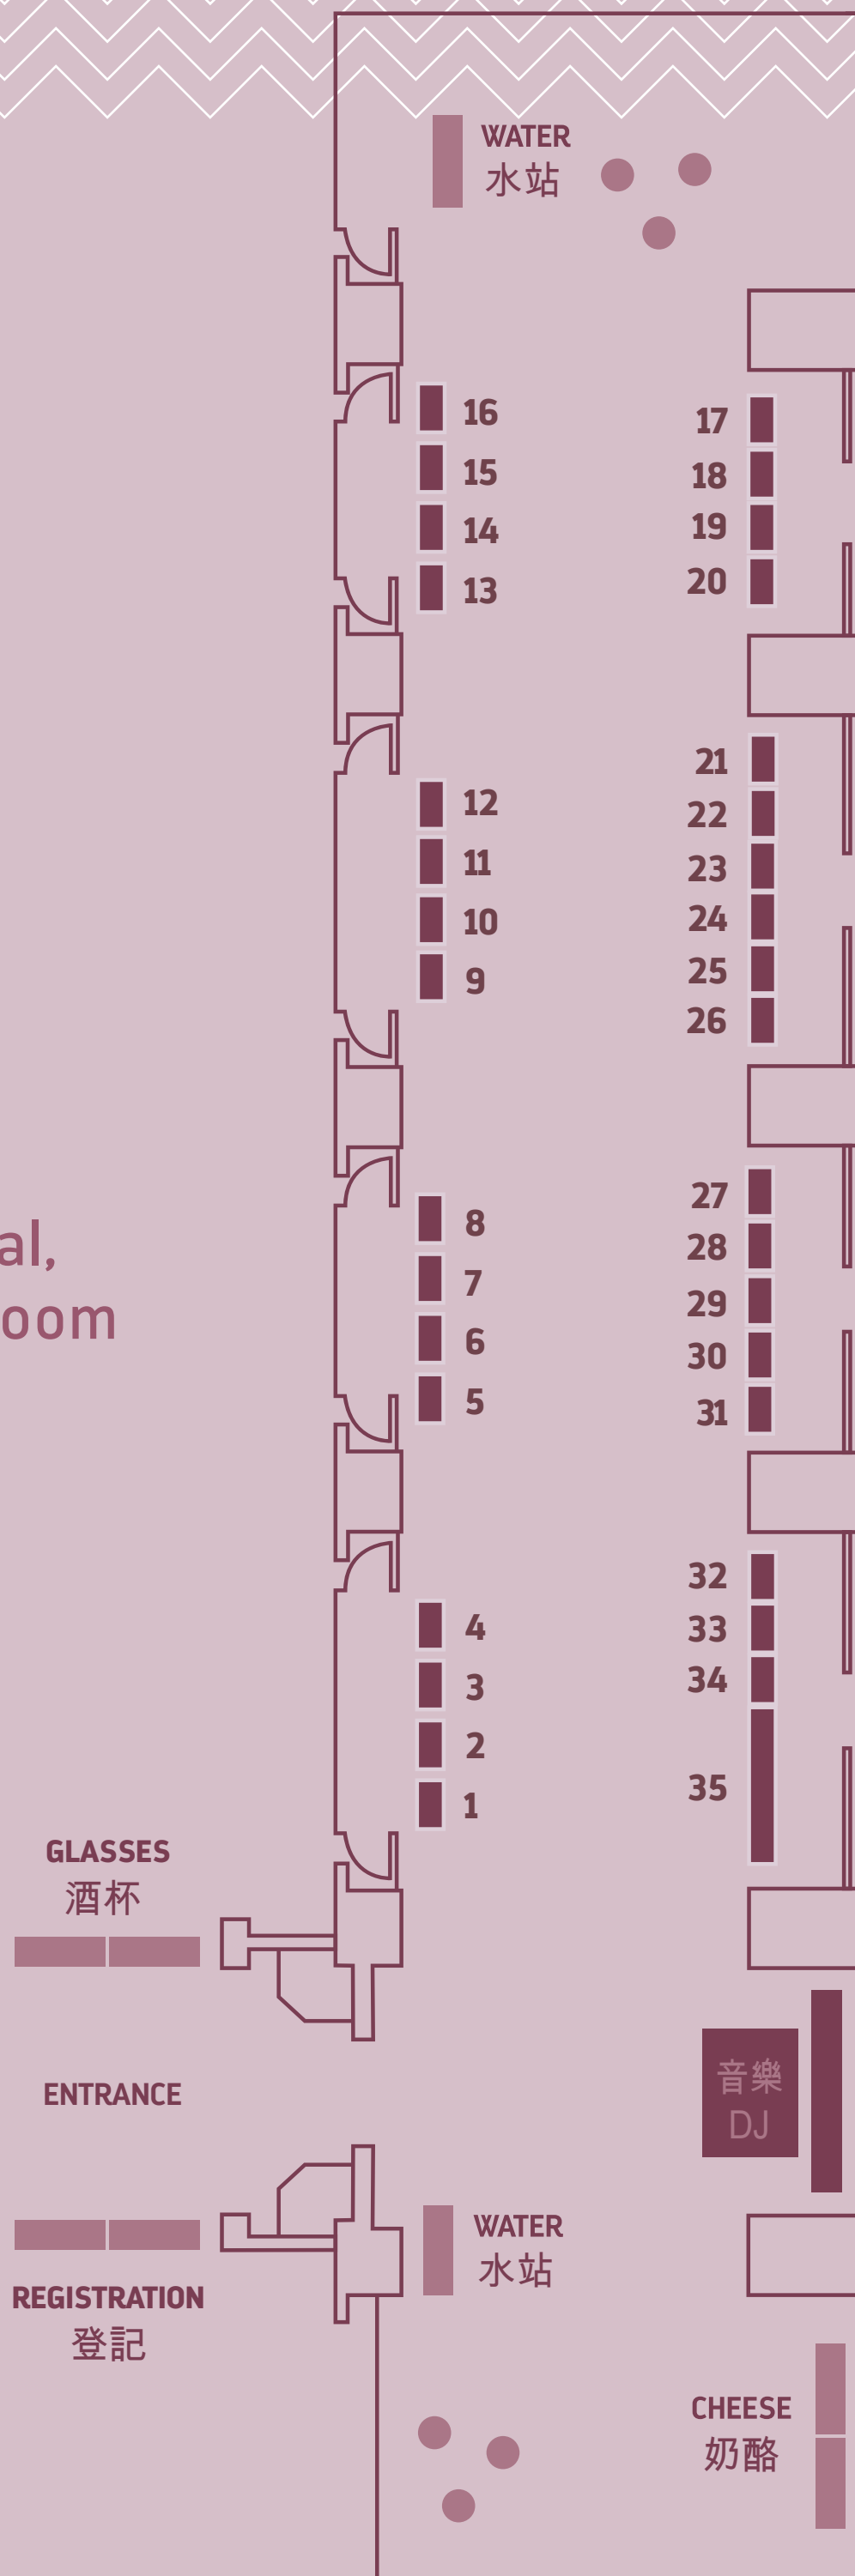 WATER
水站
16
15
14
13
12
11
10
9
8
7
6
5
4
3
2
1
17
18
19
20
21
22
23
24
25
26
27
28
29
30
31
32
33
34
35
al,
oom
GLASSES
酒杯
ENTRANCE
REGISTRATION
登記
音樂
DJ
WATER
水站
CHEESE
奶酪